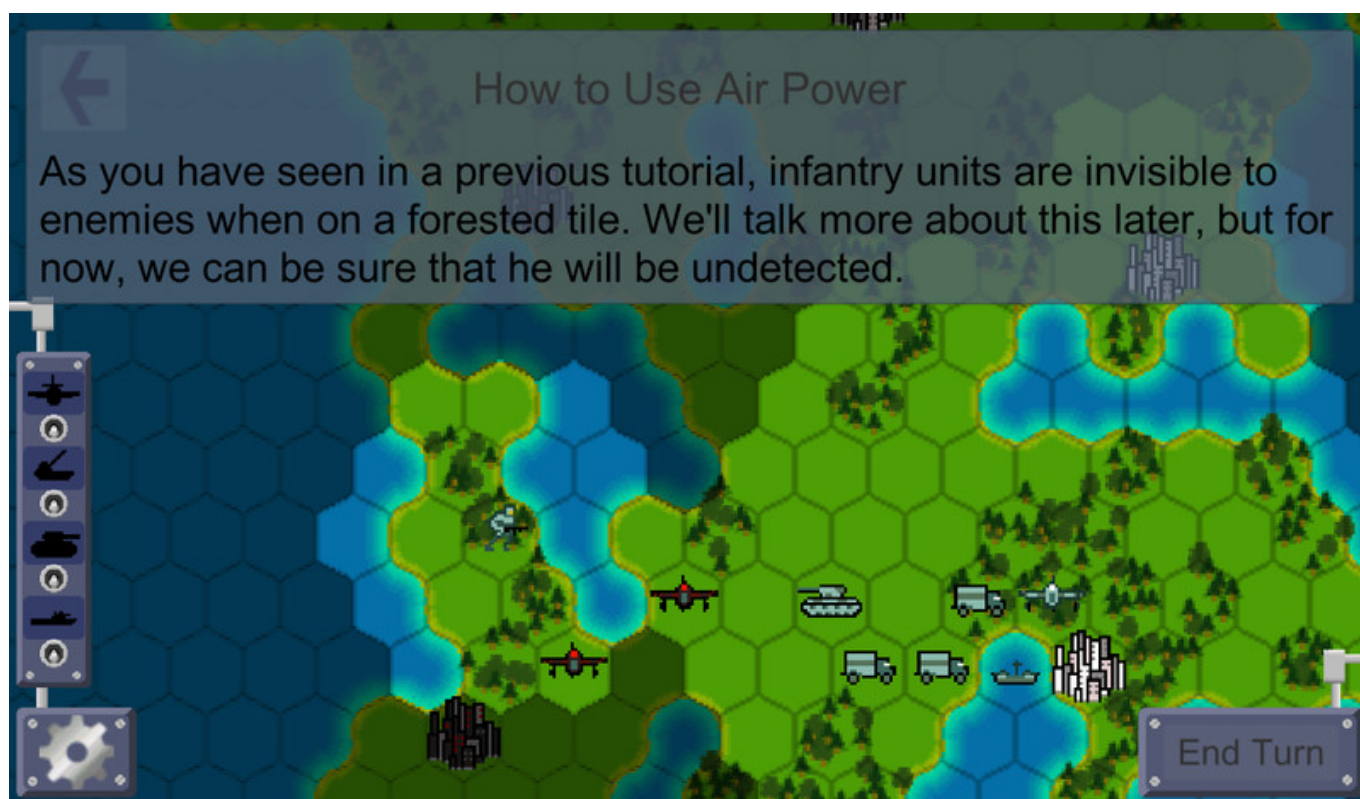 How to Use Air Power
As you have seen in a previous tutorial, infantry units are invisible to
enemies when on a forested tile. We'll talk more about this later, but for
now, we can be sure that he will be undetected.
End Turn